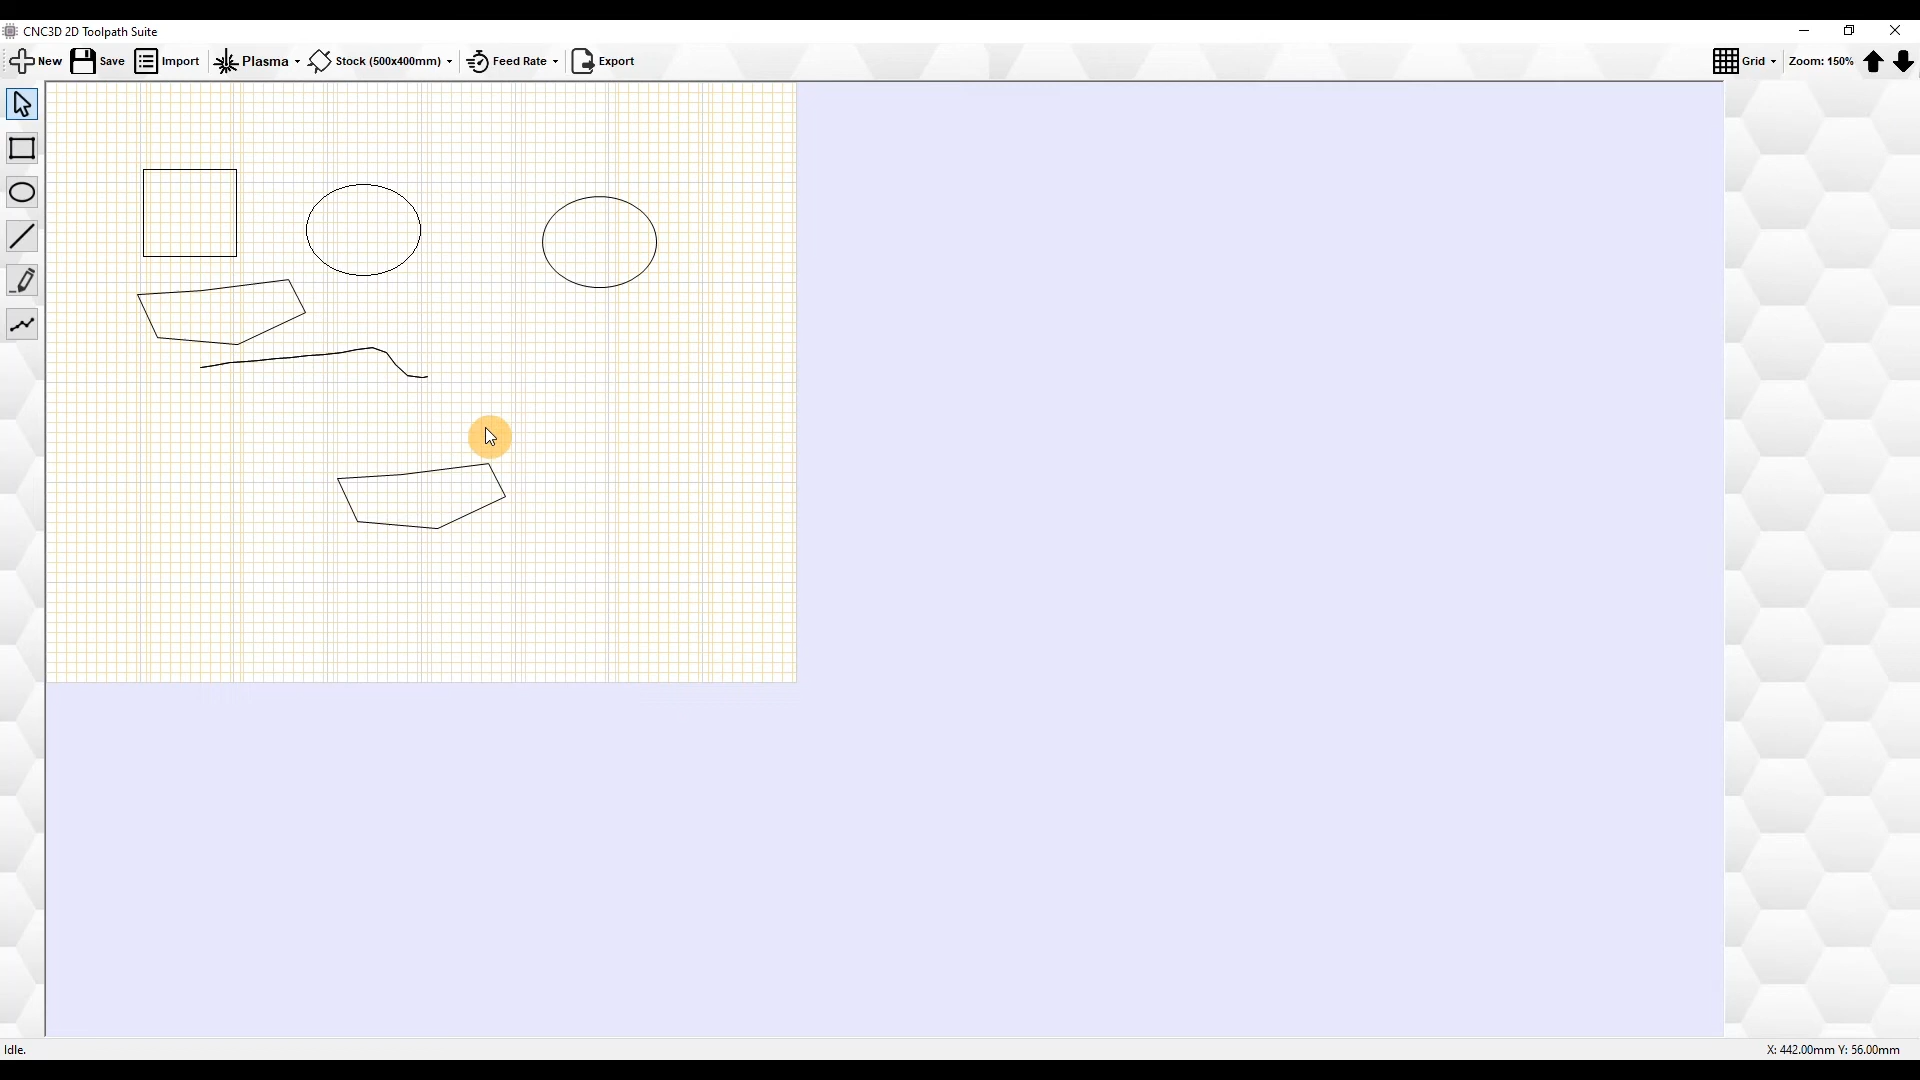 CNC3D 2D Toolpath Suite
New Save Import Plasma Stock (500x400mm) Feed Rate Export Grid Zoom: 150%
Idle. X: 442.00mm Y: 56.00mm